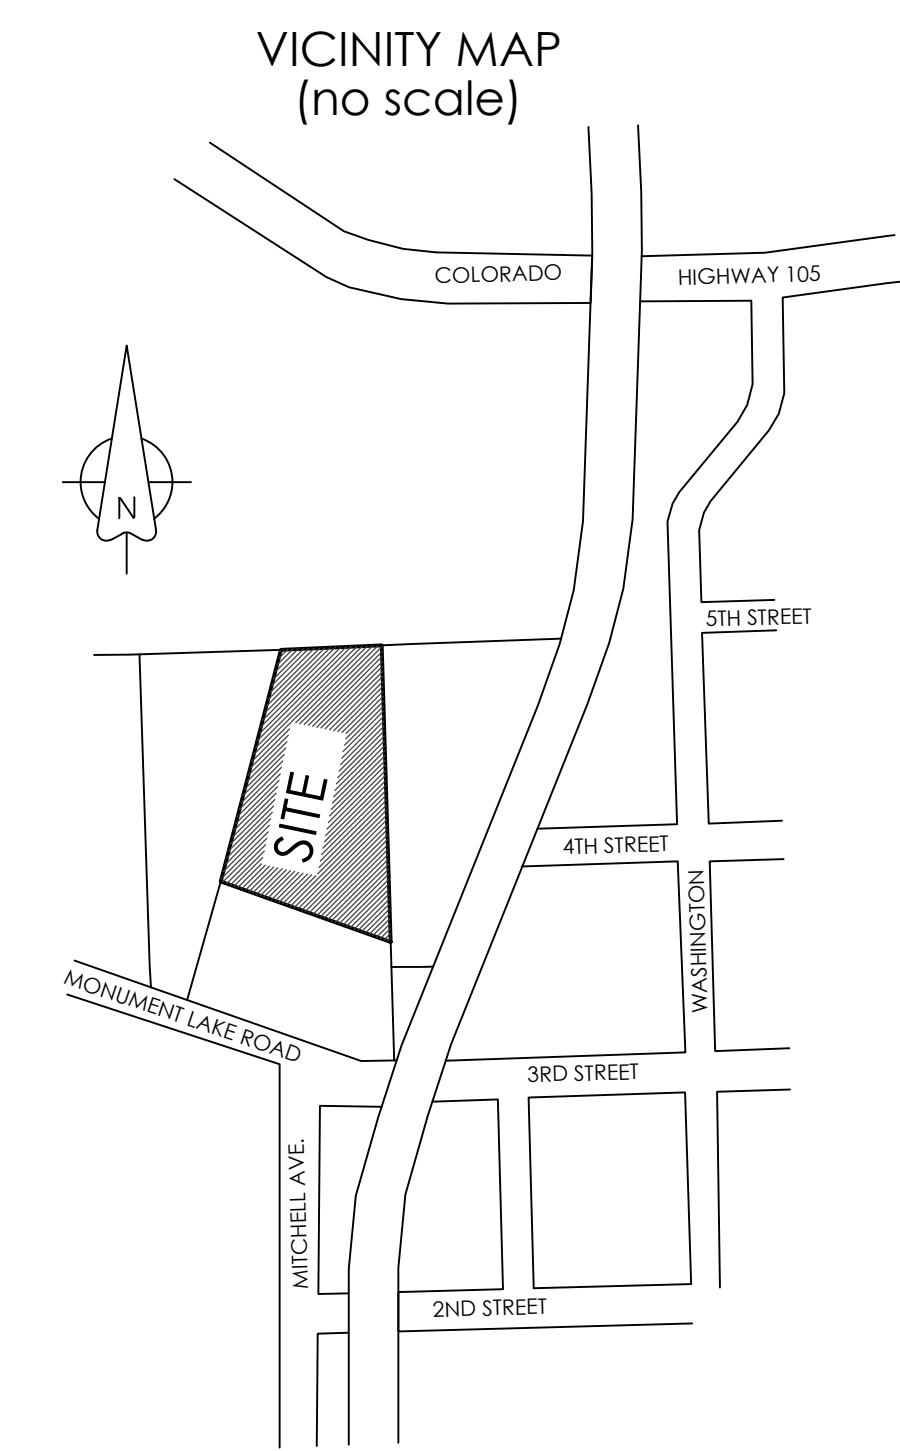 VICINITY MAP
(no scale)
COLORADO
HIGHWAY 105
N
5TH STREET
SITE
4TH STREET
WASHINGTON
MONUMENT LAKE ROAD
3RD STREET
MITCHELL AVE.
2ND STREET